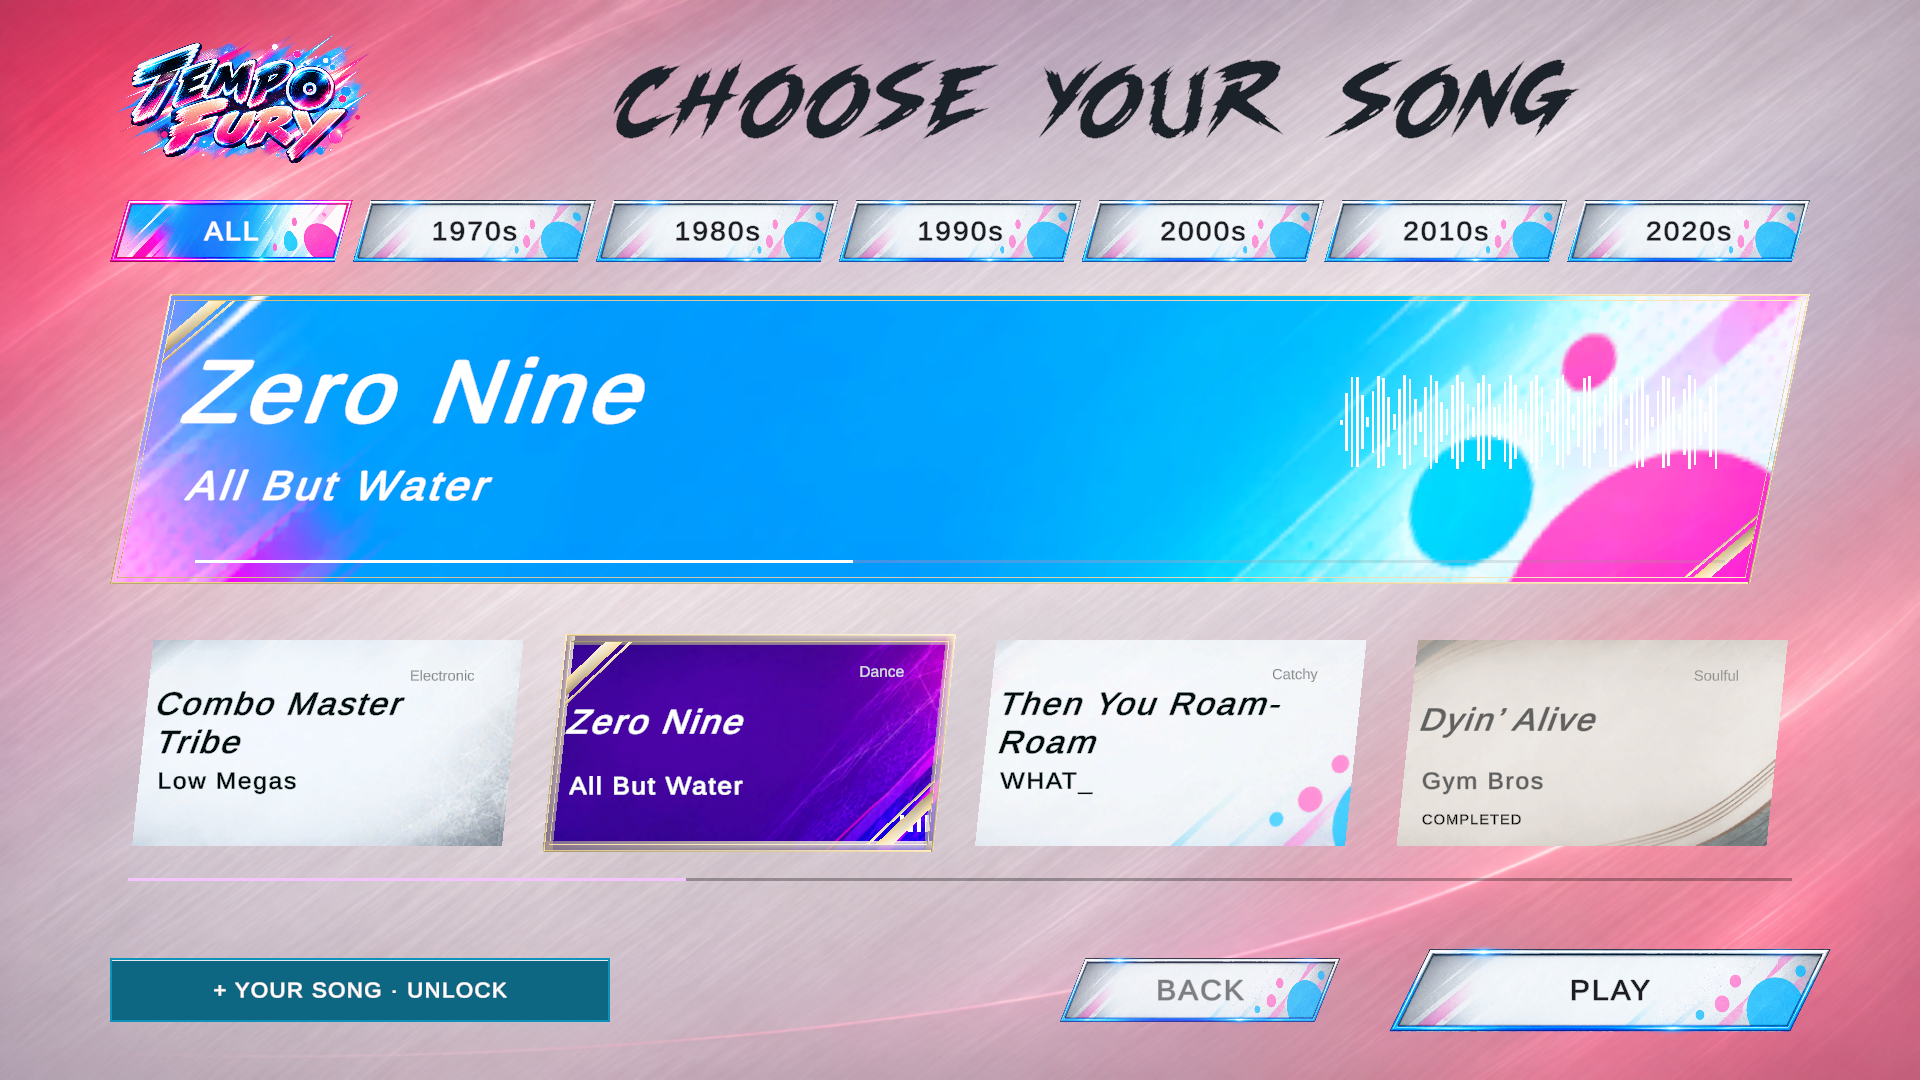 TEMPO
FURY
CHOOSE YOUR SONG
ALL
1970s
1980s
1990s
2000s
2010s
2020s
Zero Nine
All But Water
Electronic
Combo Master
Tribe
Low Megas
Dance
Zero Nine
All But Water
Catchy
Then You Roam-
Roam
WHAT_
Soulful
Dyin’ Alive
Gym Bros
COMPLETED
+ YOUR SONG · UNLOCK
BACK
PLAY